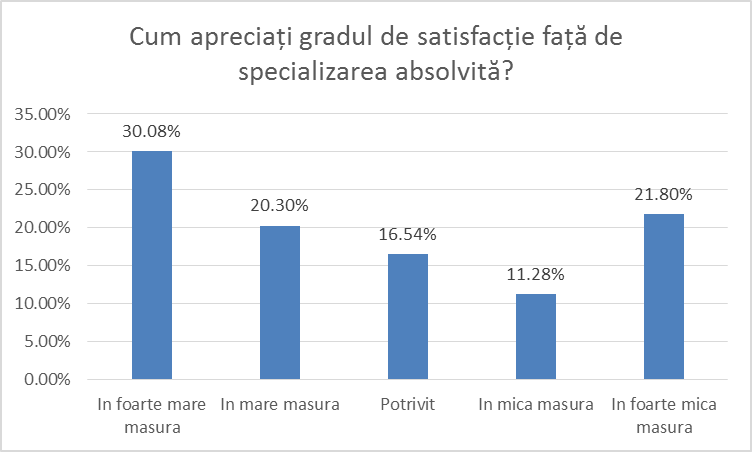 Cum apreciați gradul de satisfacție față de
specializarea absolvită?
35.00%
30.00%
25.00%
20.00%
15.00%
10.00%
5.00%
0.00%
30.08%
20.30%
16.54%
11.28%
21.80%
In foarte mare
masura
In mare masura
Potrivit
In mica masura
In foarte mica
masura